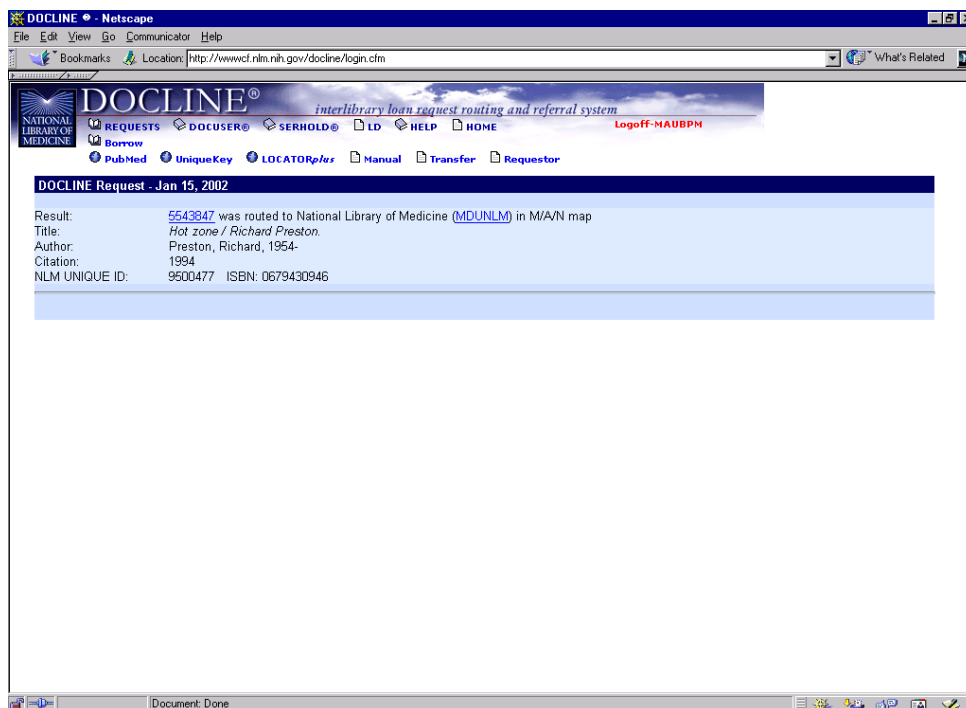 DOCLINE ® - Netscape
File Edit View Go Communicator Help
Bookmarks Location: http://wwwcf.nlm.nih.gov/docline/login.cfm What's Related
DOCLINE®
interlibrary loan request routing and referral system
NATIONAL LIBRARY OF MEDICINE
REQUESTS DOCUSER® SERHOLD® LD HELP HOME Logoff-MAUBPM
Borrow
PubMed UniqueKey LOCATORplus Manual Transfer Requestor
DOCLINE Request - Jan 15, 2002
Result: 5543847 was routed to National Library of Medicine (MDUNLM) in M/A/N map
Title: Hot zone / Richard Preston.
Author: Preston, Richard, 1954-
Citation: 1994
NLM UNIQUE ID: 9500477 ISBN: 0679430946
Document: Done